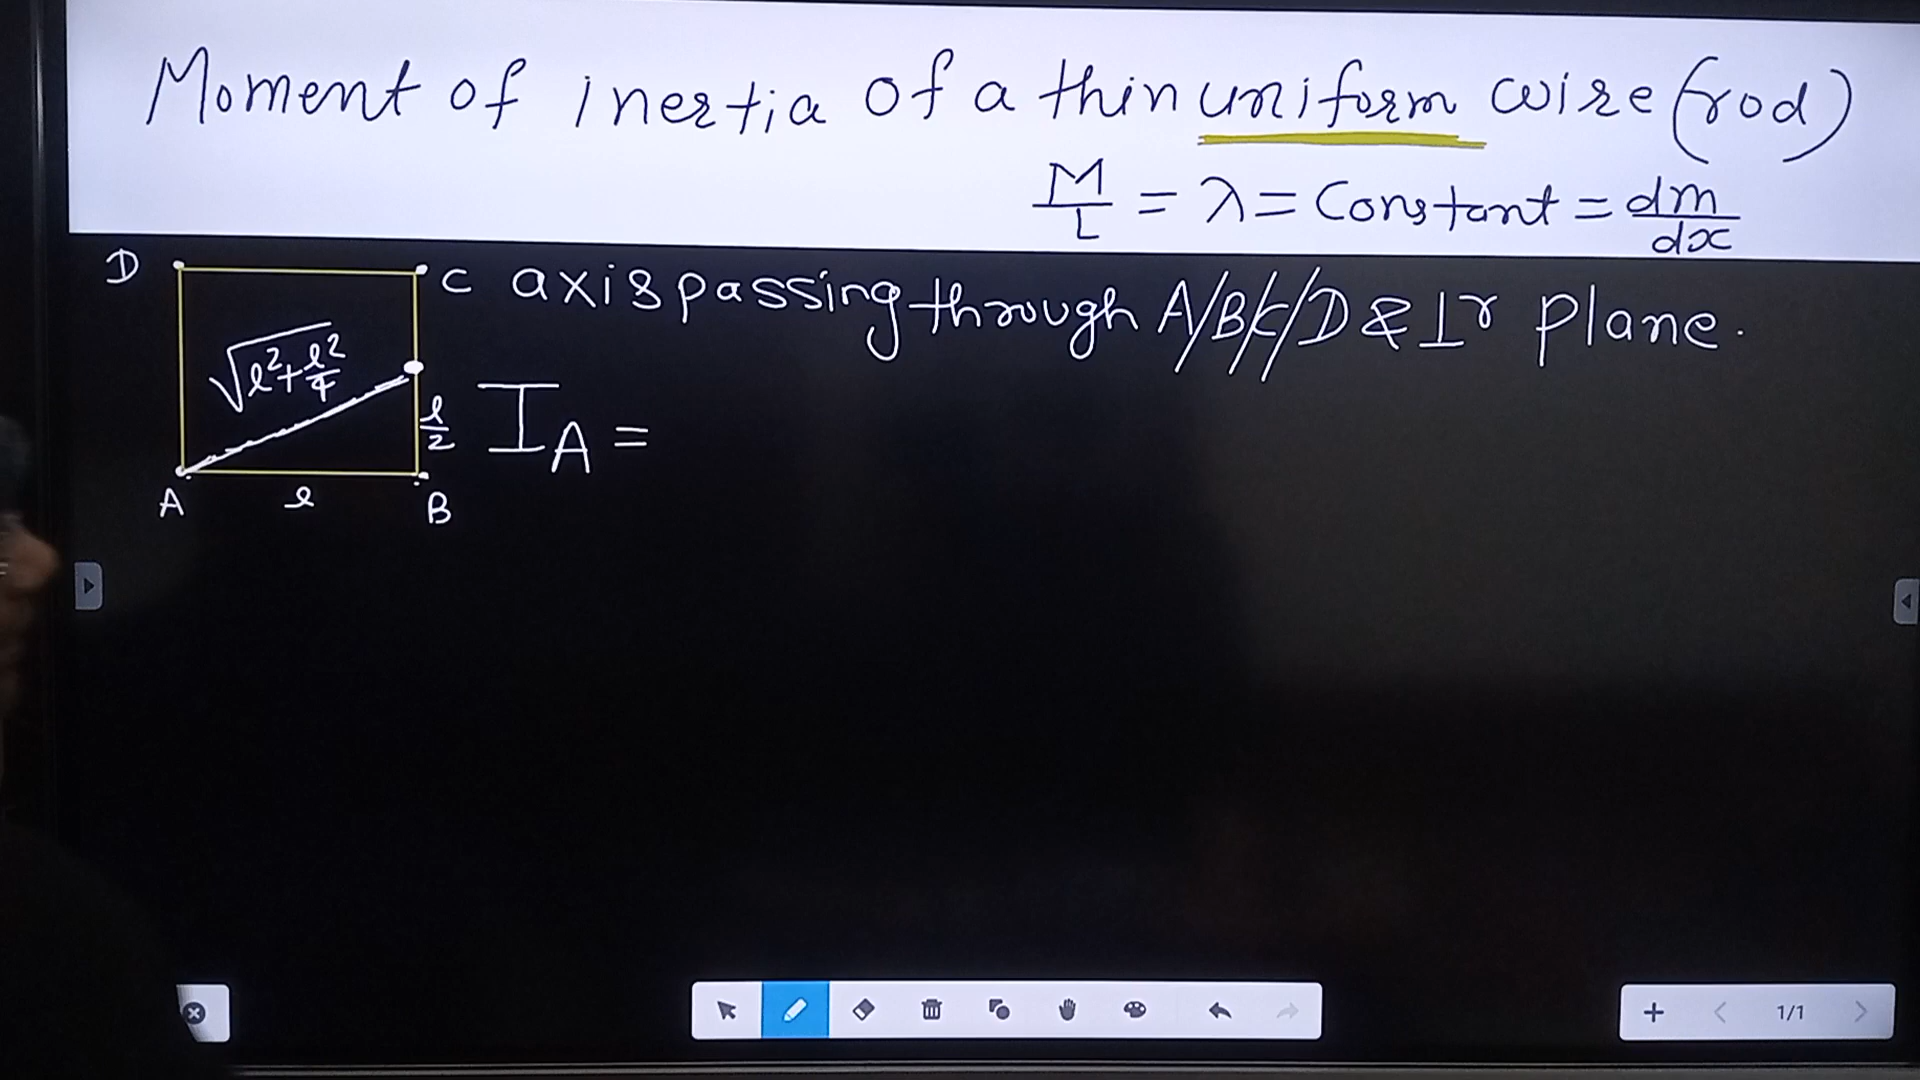 Moment of inertia of a thin uniform wire (rod)
M/L = λ = Constant = dm/dx
D
C axis passing through A/B/C/D & ⊥r plane.
√l²+l²/4
l/2
I_A =
A l B
1/1